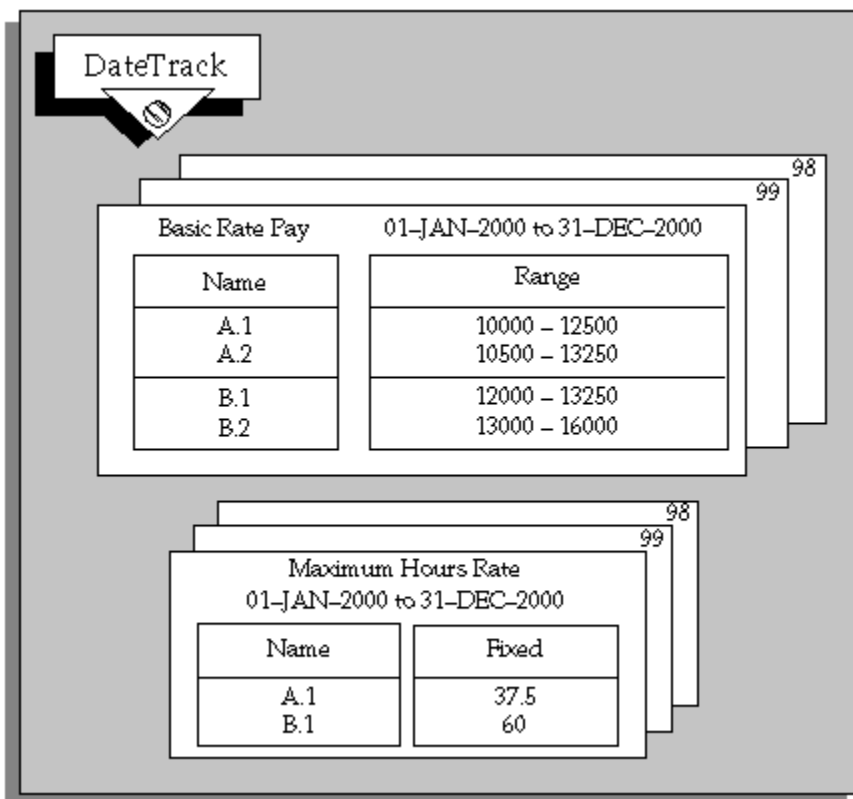 DateTrack
98
99
Basic Rate Pay 01–JAN–2000 to 31–DEC–2000
Name Range
A.1 10000 – 12500
A.2 10500 – 13250
B.1 12000 – 13250
B.2 13000 – 16000
98
99
Maximum Hours Rate
01–JAN–2000 to 31–DEC–2000
Name Fixed
A.1 37.5
B.1 60